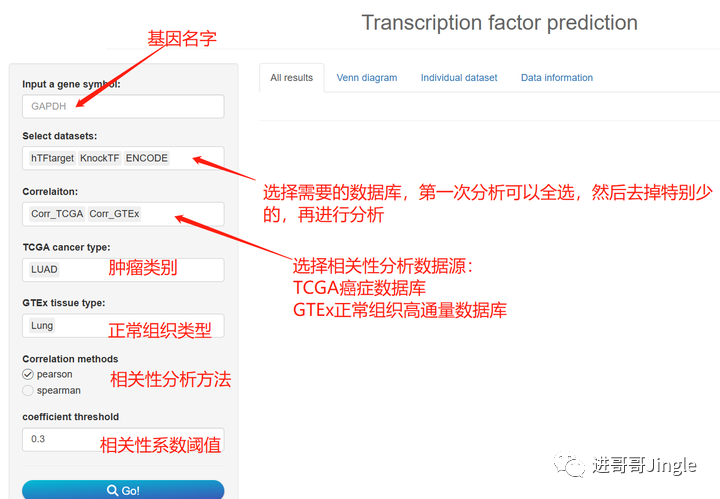 Transcription factor prediction
基因名字
All results
Venn diagram
Individual dataset
Data information
Input a gene symbol:
GAPDH
Select datasets:
hTFtarget KnockTF ENCODE
选择需要的数据库，第一次分析可以全选，然后去掉特别少
的，再进行分析
Correlaiton:
Corr_TCGA Corr_GTEx
选择相关性分析数据源：
TCGA癌症数据库
GTEx正常组织高通量数据库
TCGA cancer type:
LUAD
肿瘤类别
GTEx tissue type:
Lung
正常组织类型
Correlation methods
pearson
spearman
相关性分析方法
coefficient threshold
0.3
相关性系数阈值
Go!
进哥哥Jingle